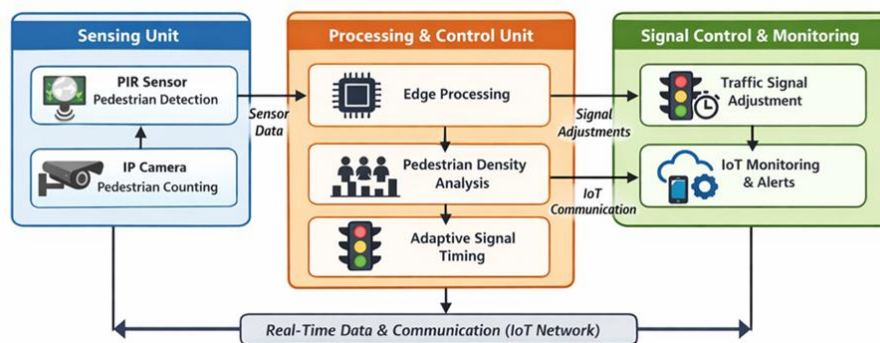 Sensing Unit
PIR Sensor
Pedestrian Detection
IP Camera
Pedestrian Counting
Sensor
Data
Processing & Control Unit
Edge Processing
Pedestrian Density
Analysis
Adaptive Signal
Timing
Signal
Adjustments
IoT
Communication
Signal Control & Monitoring
Traffic Signal
Adjustment
IoT Monitoring
& Alerts
Real-Time Data & Communication (IoT Network)